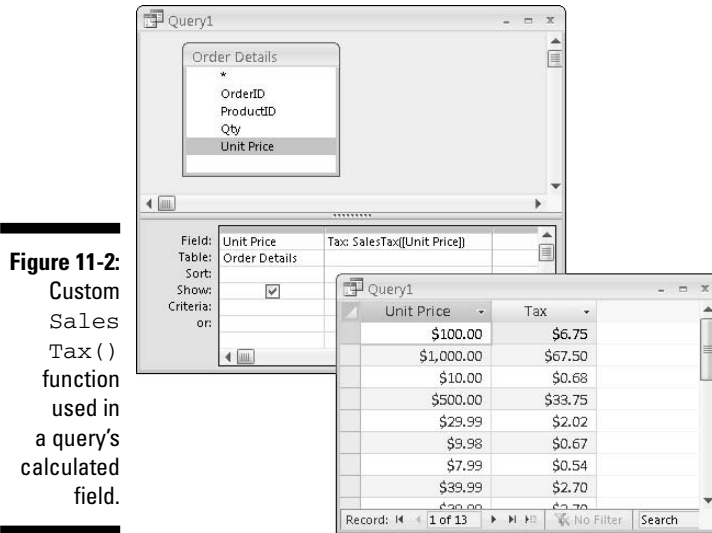 Query1
Order Details
*
OrderID
ProductID
Qty
Unit Price
Field: Unit Price Tax: SalesTax([Unit Price])
Table: Order Details
Sort:
Show:
Criteria:
or:
Query1
Unit Price Tax
$100.00 $6.75
$1,000.00 $67.50
$10.00 $0.68
$500.00 $33.75
$29.99 $2.02
$9.98 $0.67
$7.99 $0.54
$39.99 $2.70
Record: 1 of 13 No Filter Search
Figure 11-2:
Custom
Sales
Tax()
function
used in
a query's
calculated
field.